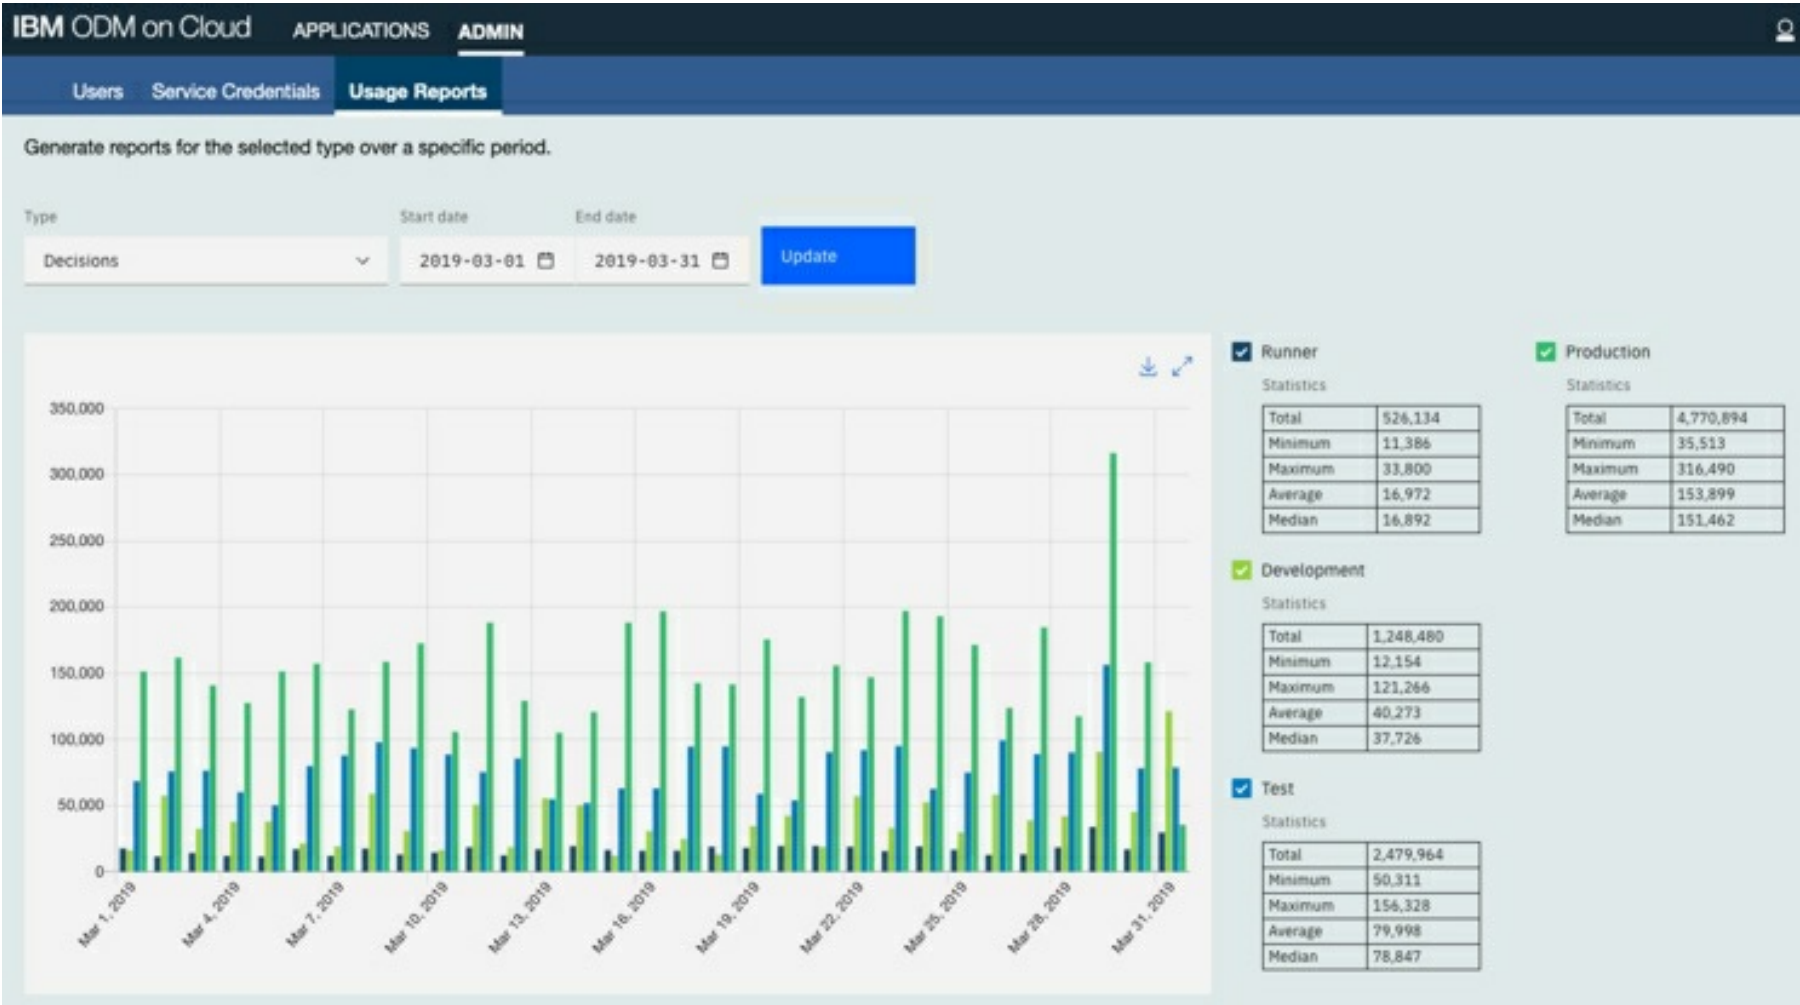 IBM ODM on Cloud APPLICATIONS ADMIN
Users Service Credentials Usage Reports
Generate reports for the selected type over a specific period.
Type Start date End date
Decisions 2019-03-01 2019-03-31 Update
350,000
300,000
250,000
200,000
150,000
100,000
50,000
0
Mar 1, 2019 Mar 4, 2019 Mar 7, 2019 Mar 10, 2019 Mar 13, 2019 Mar 16, 2019 Mar 19, 2019 Mar 22, 2019 Mar 25, 2019 Mar 28, 2019 Mar 31, 2019
Runner
Statistics
Total 526,134
Minimum 11,386
Maximum 33,800
Average 16,972
Median 16,892
Production
Statistics
Total 4,770,894
Minimum 35,513
Maximum 316,490
Average 153,899
Median 151,462
Development
Statistics
Total 1,248,480
Minimum 12,154
Maximum 121,266
Average 40,273
Median 37,726
Test
Statistics
Total 2,479,964
Minimum 50,311
Maximum 156,328
Average 79,998
Median 78,847